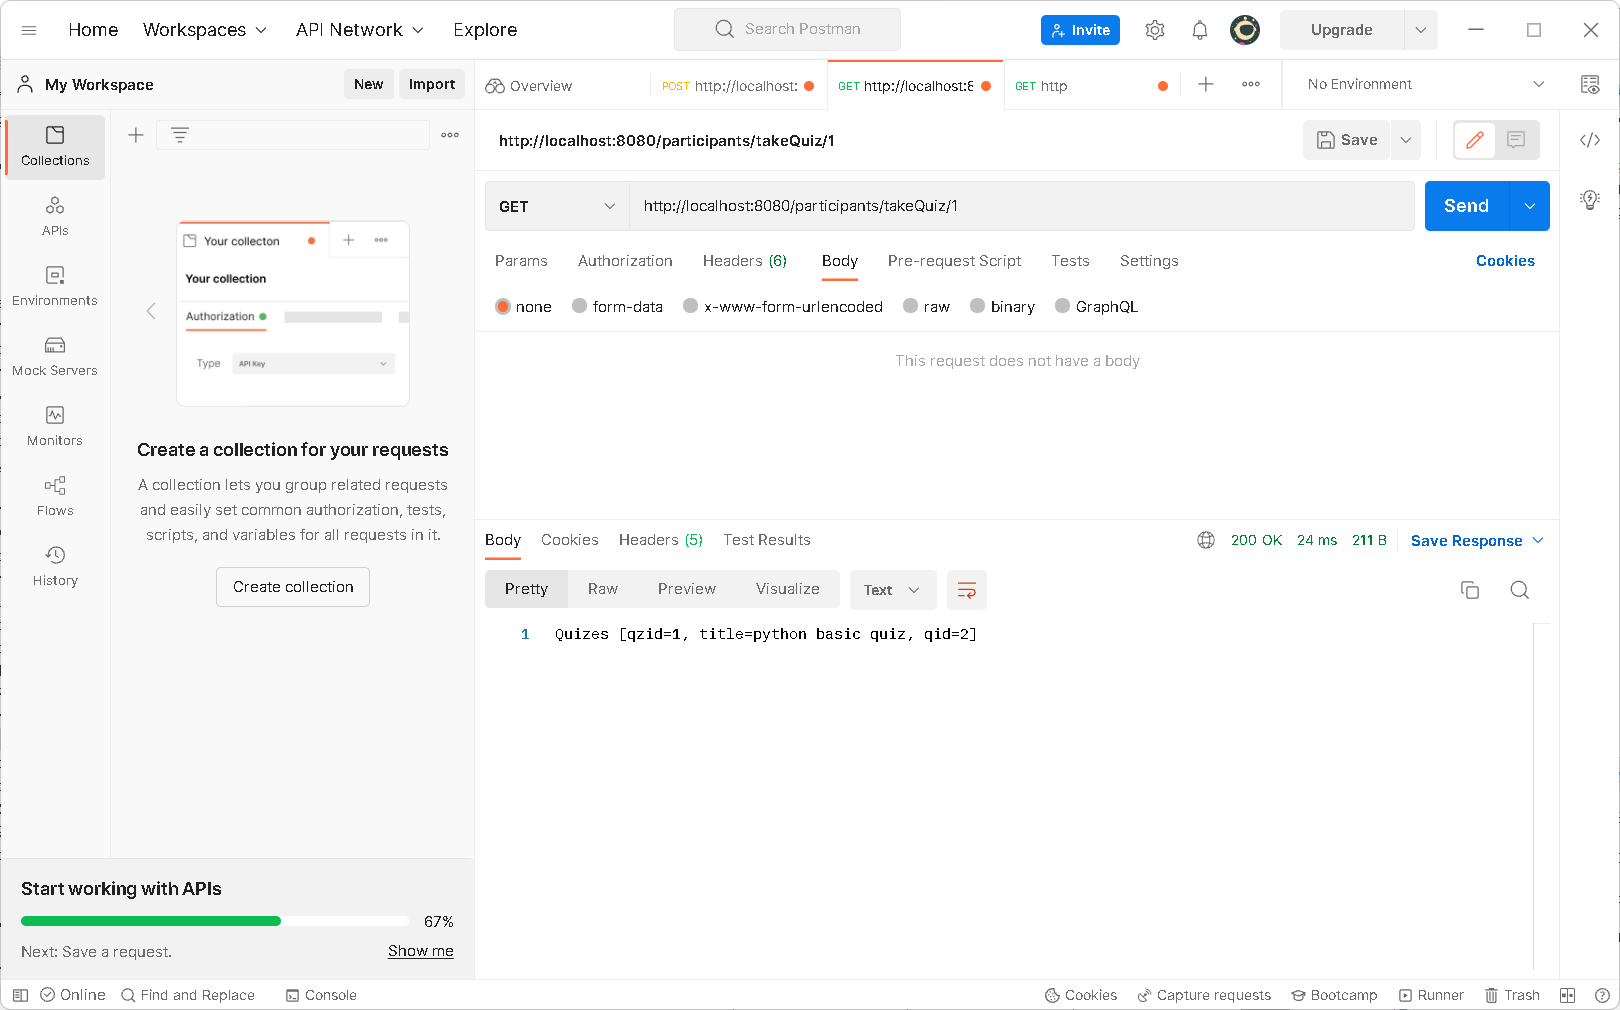 Home
Workspaces
API Network
Explore
Search Postman
Invite
Upgrade
My Workspace
New
Import
Overview
POST http://localhost:
GET http://localhost:8
GET http
No Environment
Collections
APIs
Environments
Mock Servers
Monitors
Flows
History
Your collecton
Your collection
Authorization
Type
API Key
Create a collection for your requests
A collection lets you group related requests
and easily set common authorization, tests,
scripts, and variables for all requests in it.
Create collection
Start working with APIs
67%
Next: Save a request.
Show me
http://localhost:8080/participants/takeQuiz/1
Save
GET
http://localhost:8080/participants/takeQuiz/1
Send
Params
Authorization
Headers (6)
Body
Pre-request Script
Tests
Settings
Cookies
none
form-data
x-www-form-urlencoded
raw
binary
GraphQL
This request does not have a body
Body
Cookies
Headers (5)
Test Results
200 OK
24 ms
211 B
Save Response
Pretty
Raw
Preview
Visualize
Text
1 Quizes [qzid=1, title=python basic quiz, qid=2]
Online
Find and Replace
Console
Cookies
Capture requests
Bootcamp
Runner
Trash